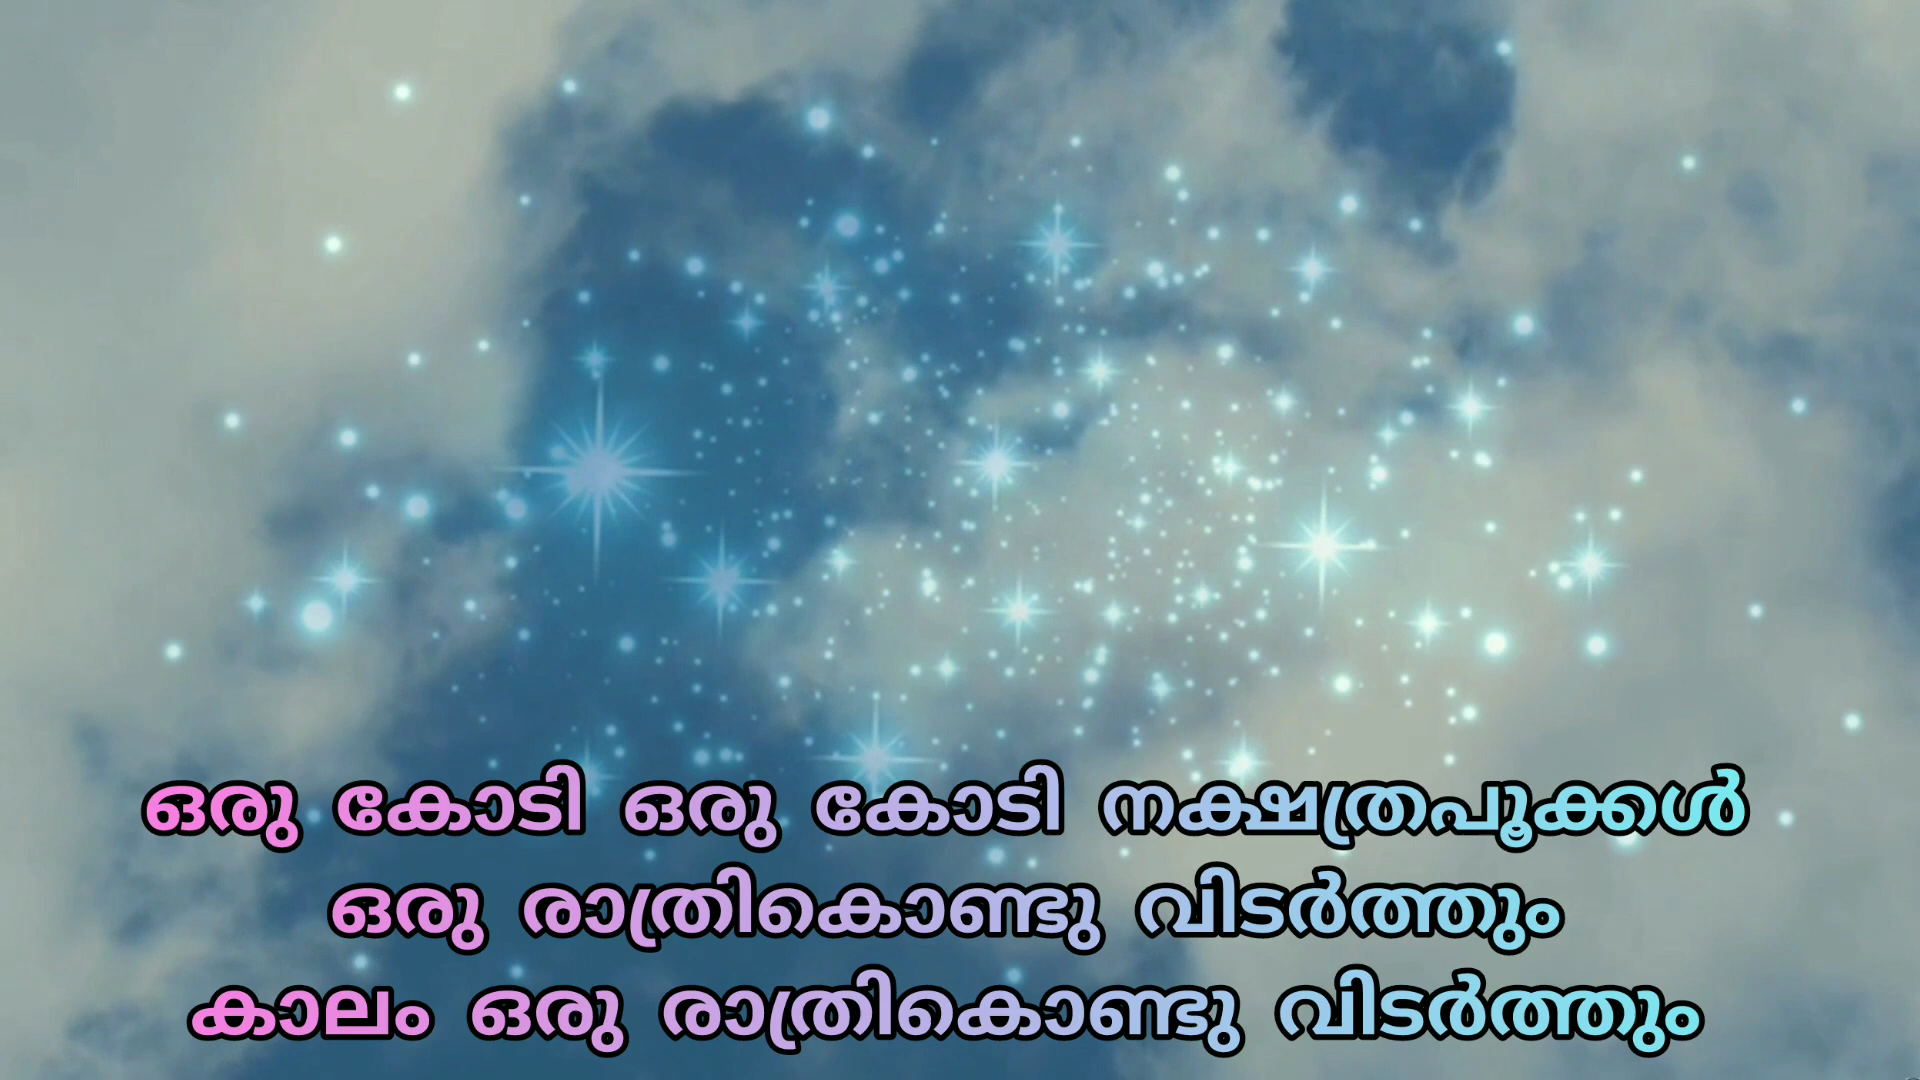 ഒരു കോടി ഒരു കോടി നക്ഷത്രപൂക്കൾ
ഒരു രാത്രികൊണ്ടു വിടർത്തും
കാലം ഒരു രാത്രികൊണ്ടു വിടർത്തും